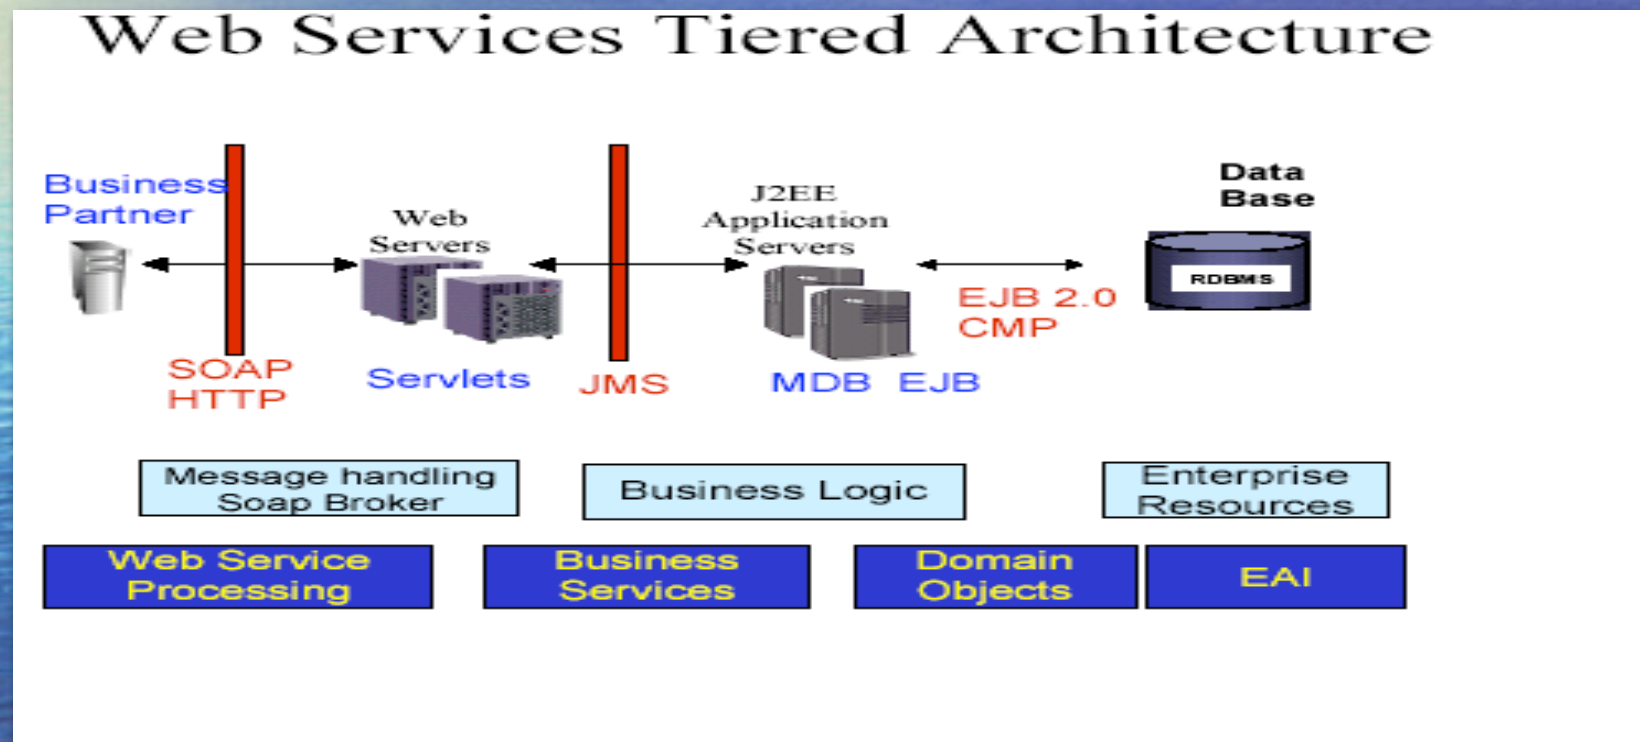 Web Services Tiered Architecture
Business
Partner
Web
Servers
J2EE
Application
Servers
Data
Base
RDBMS
EJB 2.0
CMP
SOAP
HTTP
Servlets
JMS
MDB EJB
Message handling
Soap Broker
Business Logic
Enterprise
Resources
Web Service
Processing
Business
Services
Domain
Objects
EAI